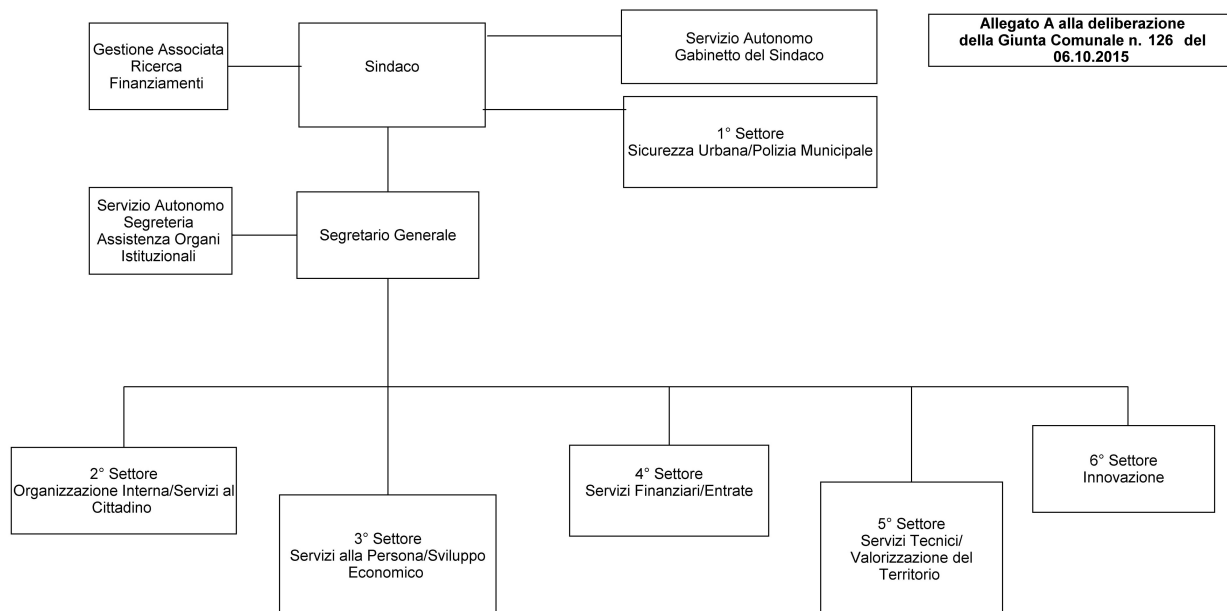 Gestione Associata
Ricerca
Finanziamenti
Sindaco
Servizio Autonomo
Gabinetto del Sindaco
Allegato A alla deliberazione
della Giunta Comunale n. 126 del
06.10.2015
1° Settore
Sicurezza Urbana/Polizia Municipale
Servizio Autonomo
Segreteria
Assistenza Organi
Istituzionali
Segretario Generale
2° Settore
Organizzazione Interna/Servizi al
Cittadino
3° Settore
Servizi alla Persona/Sviluppo
Economico
4° Settore
Servizi Finanziari/Entrate
5° Settore
Servizi Tecnici/
Valorizzazione del
Territorio
6° Settore
Innovazione